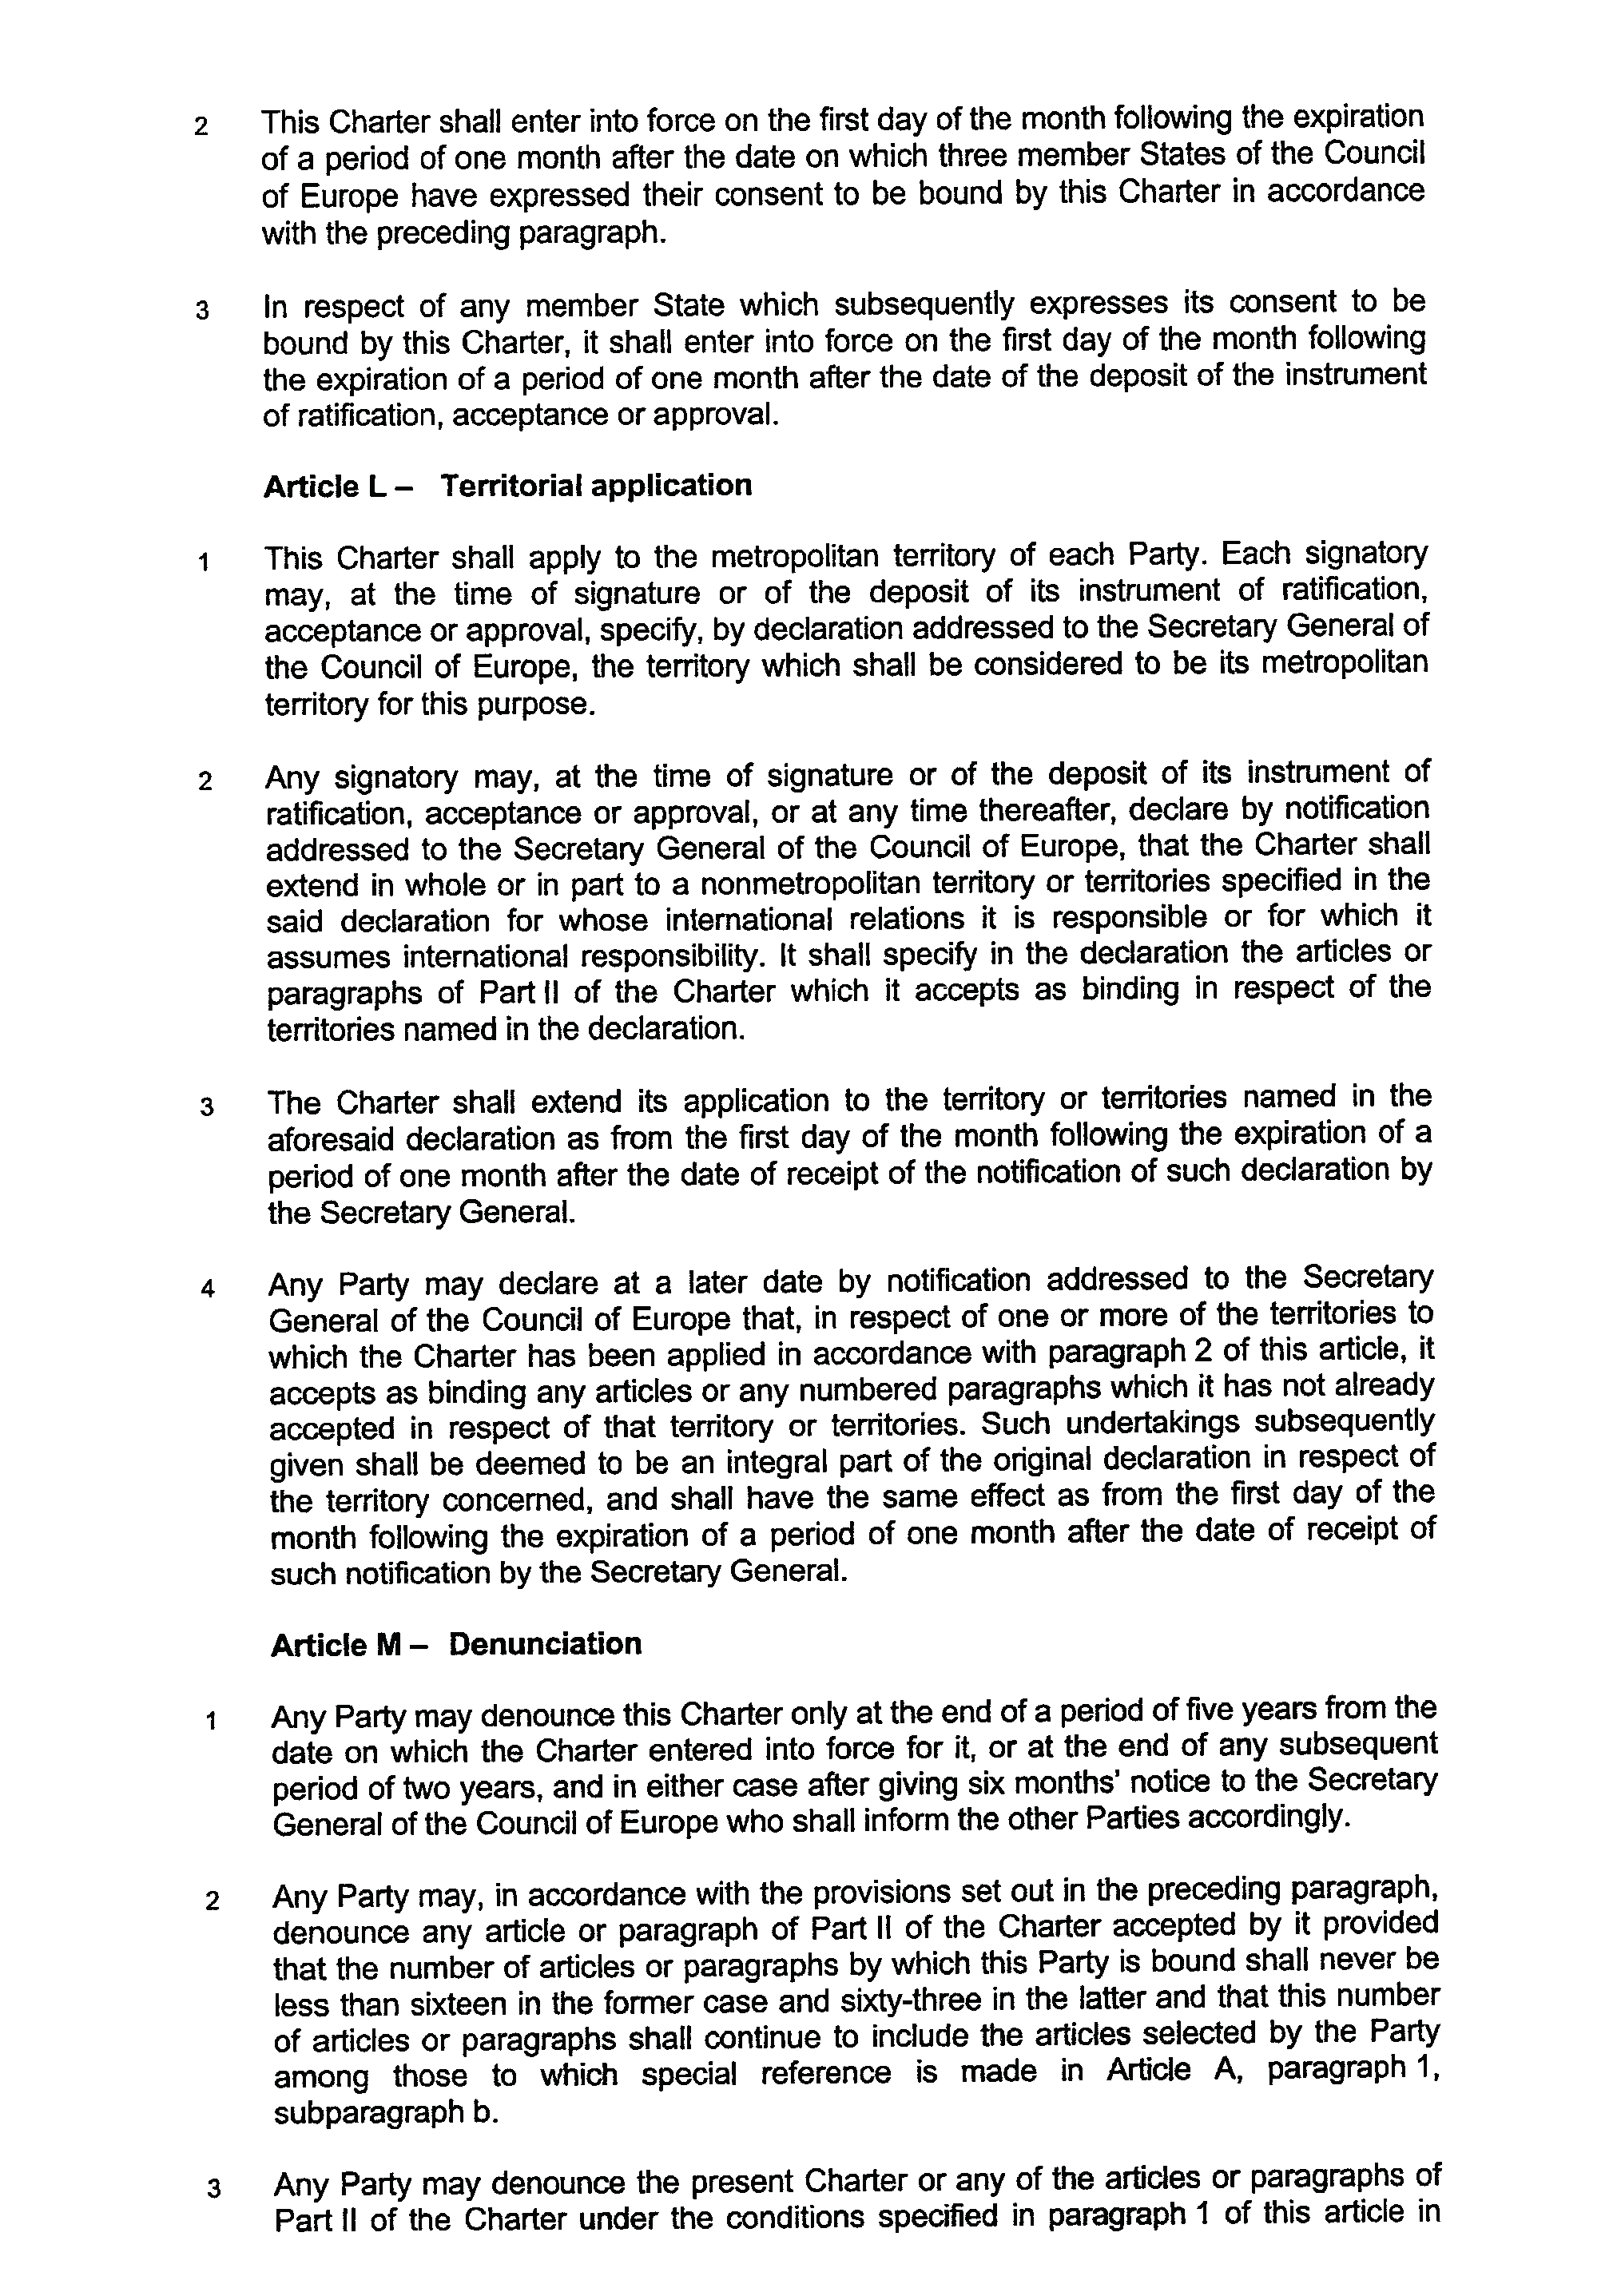 2 This Charter shall enter into force on the first day of the month following the expiration
of a period of one month after the date on which three member States of the Council
of Europe have expressed their consent to be bound by this Charter in accordance
with the preceding paragraph.
3 In respect of any member State which subsequently expresses its consent to be
bound by this Charter, it shall enter into force on the first day of the month following
the expiration of a period of one month after the date of the deposit of the instrument
of ratification, acceptance or approval.
Article L – Territorial application
1 This Charter shall apply to the metropolitan territory of each Party. Each signatory
may, at the time of signature or of the deposit of its instrument of ratification,
acceptance or approval, specify, by declaration addressed to the Secretary General of
the Council of Europe, the territory which shall be considered to be its metropolitan
territory for this purpose.
2 Any signatory may, at the time of signature or of the deposit of its instrument of
ratification, acceptance or approval, or at any time thereafter, declare by notification
addressed to the Secretary General of the Council of Europe, that the Charter shall
extend in whole or in part to a nonmetropolitan territory or territories specified in the
said declaration for whose international relations it is responsible or for which it
assumes international responsibility. It shall specify in the declaration the articles or
paragraphs of Part II of the Charter which it accepts as binding in respect of the
territories named in the declaration.
3 The Charter shall extend its application to the territory or territories named in the
aforesaid declaration as from the first day of the month following the expiration of a
period of one month after the date of receipt of the notification of such declaration by
the Secretary General.
4 Any Party may declare at a later date by notification addressed to the Secretary
General of the Council of Europe that, in respect of one or more of the territories to
which the Charter has been applied in accordance with paragraph 2 of this article, it
accepts as binding any articles or any numbered paragraphs which it has not already
accepted in respect of that territory or territories. Such undertakings subsequently
given shall be deemed to be an integral part of the original declaration in respect of
the territory concerned, and shall have the same effect as from the first day of the
month following the expiration of a period of one month after the date of receipt of
such notification by the Secretary General.
Article M – Denunciation
1 Any Party may denounce this Charter only at the end of a period of five years from the
date on which the Charter entered into force for it, or at the end of any subsequent
period of two years, and in either case after giving six months' notice to the Secretary
General of the Council of Europe who shall inform the other Parties accordingly.
2 Any Party may, in accordance with the provisions set out in the preceding paragraph,
denounce any article or paragraph of Part II of the Charter accepted by it provided
that the number of articles or paragraphs by which this Party is bound shall never be
less than sixteen in the former case and sixty-three in the latter and that this number
of articles or paragraphs shall continue to include the articles selected by the Party
among those to which special reference is made in Article A, paragraph 1,
subparagraph b.
3 Any Party may denounce the present Charter or any of the articles or paragraphs of
Part II of the Charter under the conditions specified in paragraph 1 of this article in